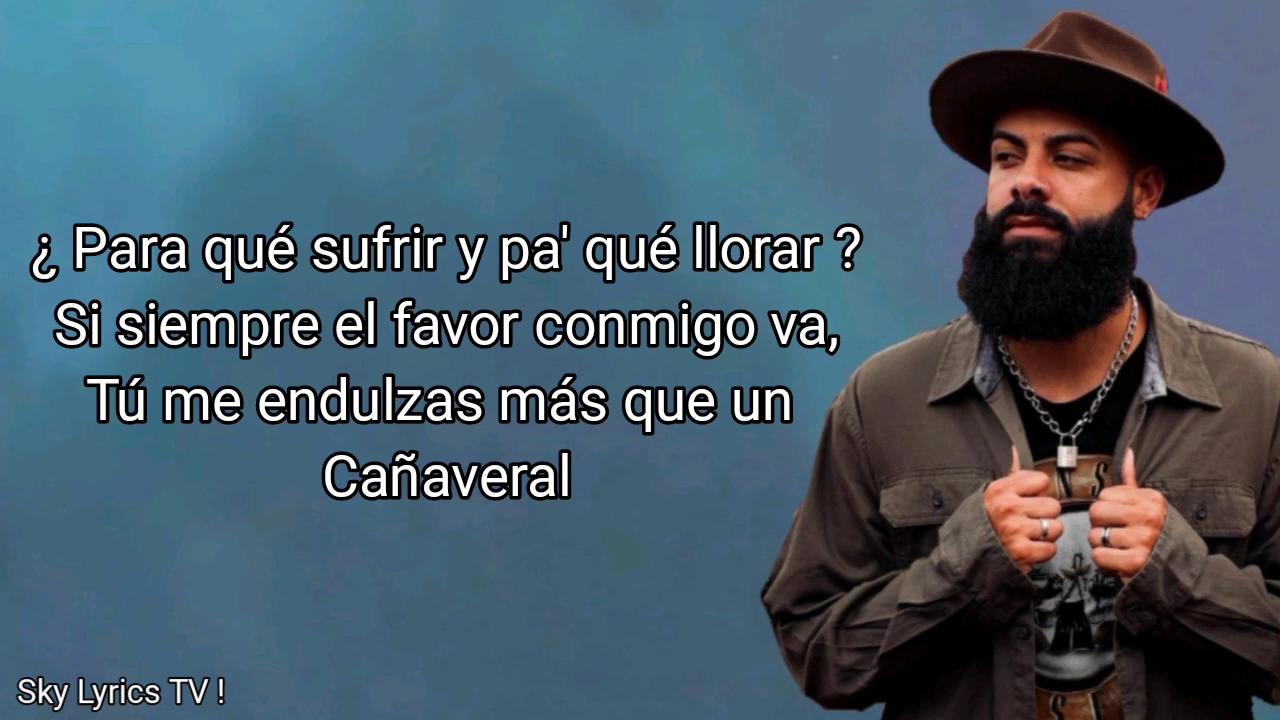 ¿ Para qué sufrir y pa' qué llorar ?
Si siempre el favor conmigo va,
Tú me endulzas más que un
Cañaveral
Sky Lyrics TV !